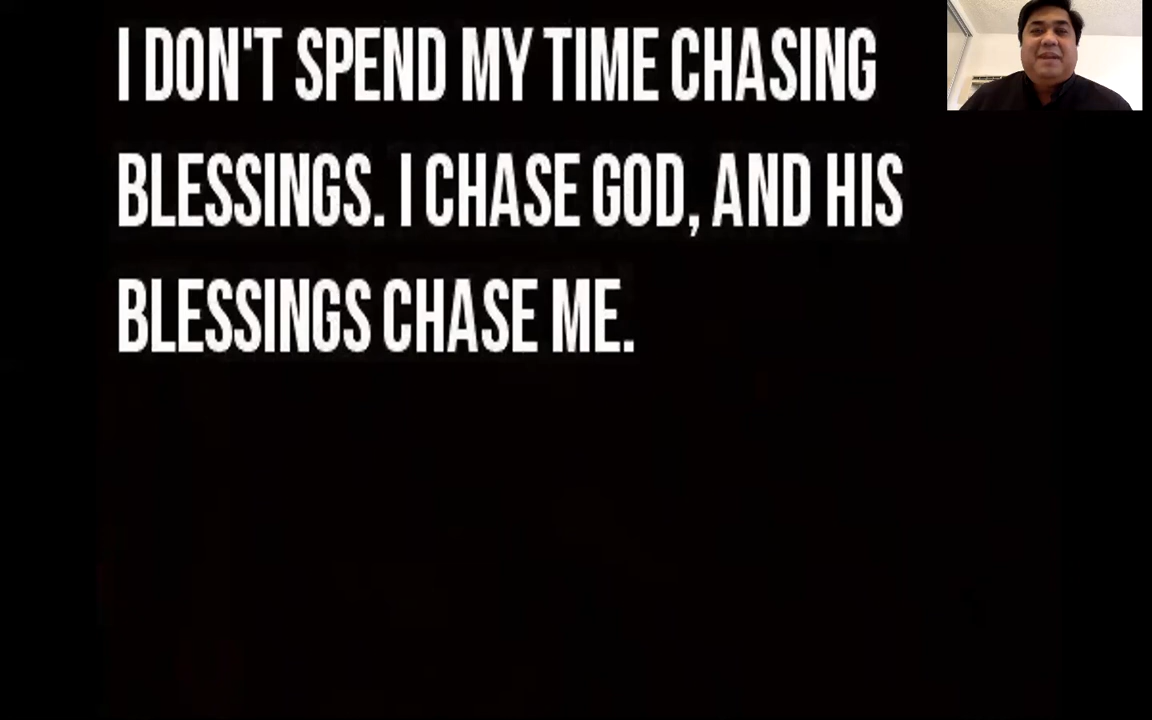 I DON'T SPEND MY TIME CHASING
BLESSINGS. I CHASE GOD, AND HIS
BLESSINGS CHASE ME.